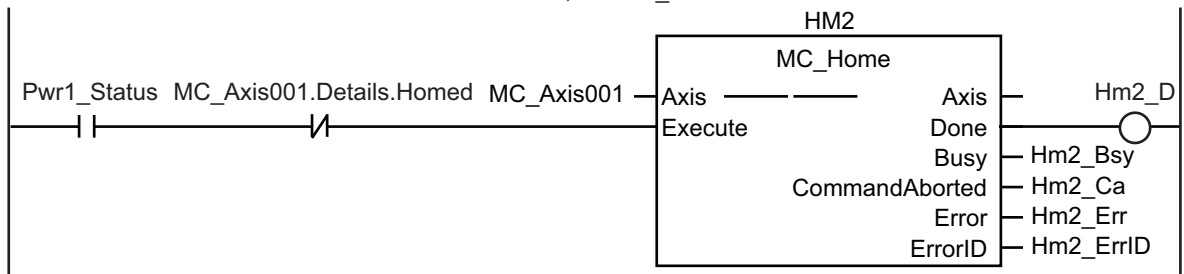 HM2
MC_Home
Pwr1_Status MC_Axis001.Details.Homed MC_Axis001 Axis Axis Hm2_D
Execute Done
Busy Hm2_Bsy
CommandAborted Hm2_Ca
Error Hm2_Err
ErrorID Hm2_ErrID